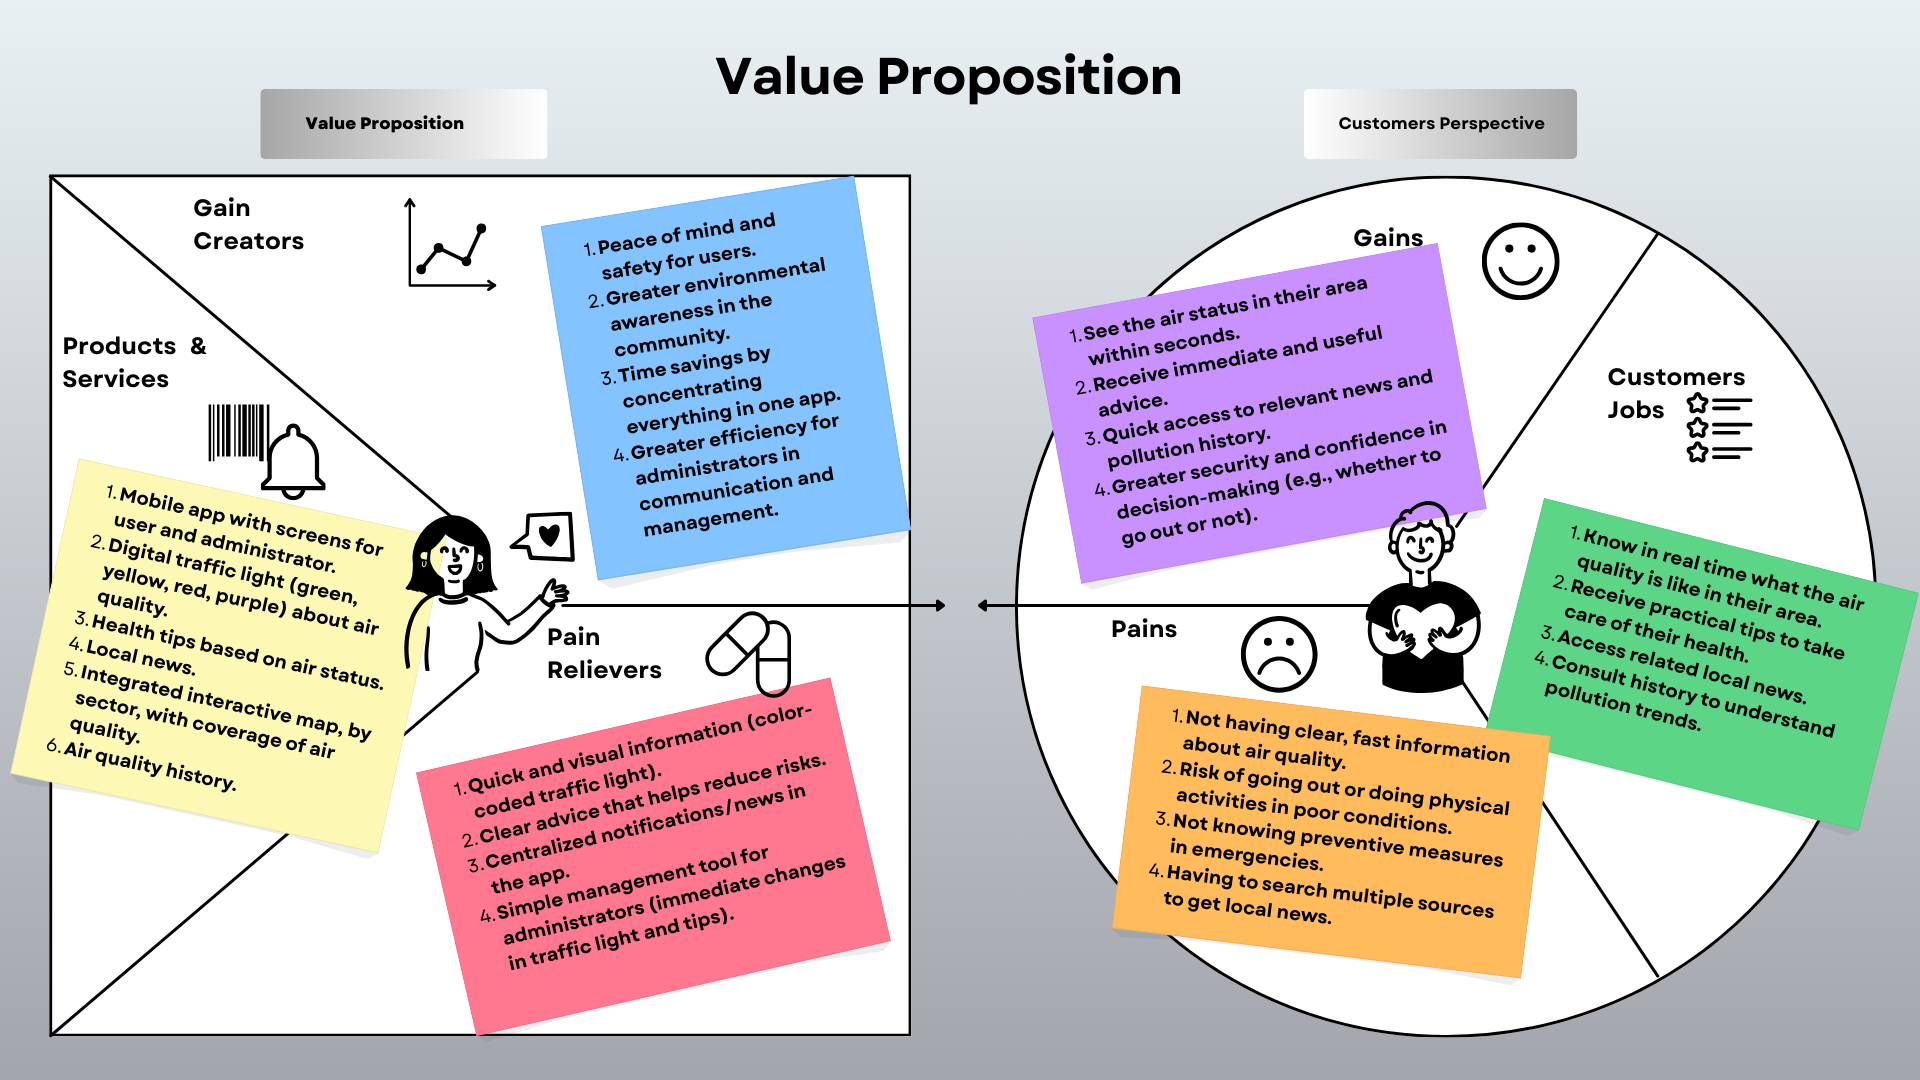 Value Proposition
Value Proposition
Customers Perspective
Gain
Creators
1. Peace of mind and
safety for users.
2. Greater environmental
awareness in the
community.
3. Time savings by
concentrating
everything in one app.
4. Greater efficiency for
administrators in
communication and
management.
Products &
Services
1. Mobile app with screens for
user and administrator.
2. Digital traffic light (green,
yellow, red, purple) about air
quality.
3. Health tips based on air status.
4. Local news.
5. Integrated interactive map, by
sector, with coverage of air
quality.
6. Air quality history.
Pain
Relievers
1. Quick and visual information (color-
coded traffic light).
2. Clear advice that helps reduce risks.
3. Centralized notifications/news in
the app.
4. Simple management tool for
administrators (immediate changes
in traffic light and tips).
Gains
1. See the air status in their area
within seconds.
2. Receive immediate and useful
advice.
3. Quick access to relevant news and
pollution history.
4. Greater security and confidence in
decision-making (e.g., whether to
go out or not).
Customers
Jobs
1. Know in real time what the air
quality is like in their area.
2. Receive practical tips to take
care of their health.
3. Access related local news.
4. Consult history to understand
pollution trends.
Pains
1. Not having clear, fast information
about air quality.
2. Risk of going out or doing physical
activities in poor conditions.
3. Not knowing preventive measures
in emergencies.
4. Having to search multiple sources
to get local news.